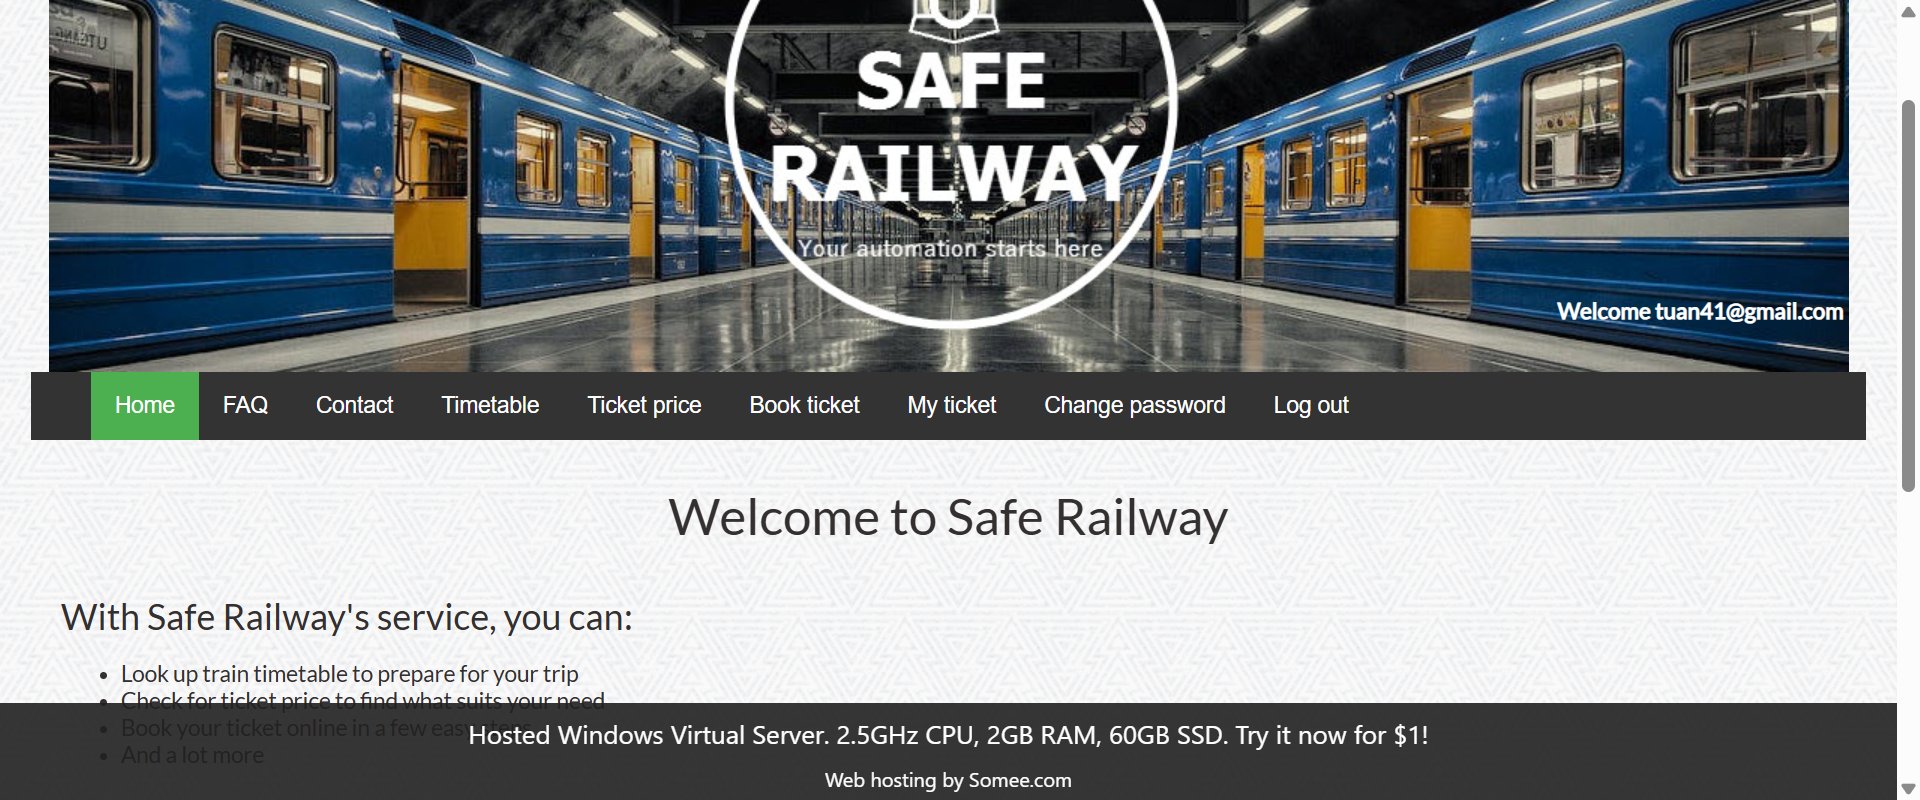 SAFE
RAILWAY
Your automation starts here
Welcome tuan41@gmail.com
Home FAQ Contact Timetable Ticket price Book ticket My ticket Change password Log out
Welcome to Safe Railway
With Safe Railway's service, you can:
• Look up train timetable to prepare for your trip
• Check for ticket price to find what suits your need
• Book your ticket online in a few easy steps
• And a lot more
Hosted Windows Virtual Server. 2.5GHz CPU, 2GB RAM, 60GB SSD. Try it now for $1!
Web hosting by Somee.com